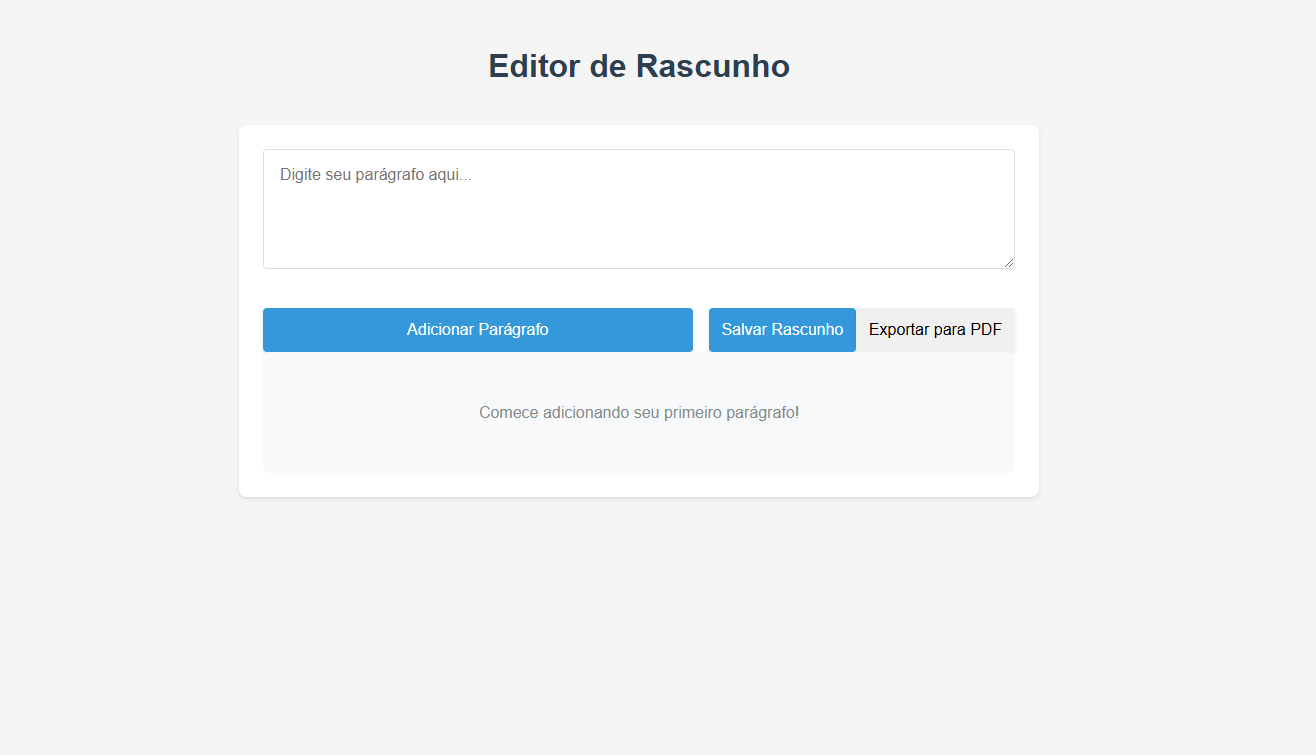 Editor de Rascunho
Digite seu parágrafo aqui...
Adicionar Parágrafo
Salvar Rascunho
Exportar para PDF
Comece adicionando seu primeiro parágrafo!